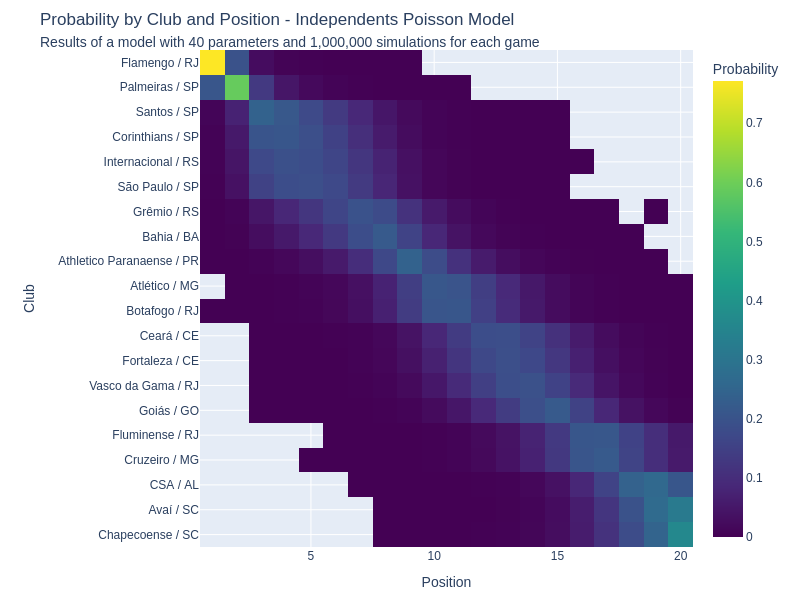 Probability by Club and Position - Independents Poisson Model
Results of a model with 40 parameters and 1,000,000 simulations for each game
Probability
Flamengo / RJ
Palmeiras / SP
Santos / SP
Corinthians / SP
Internacional / RS
São Paulo / SP
Grêmio / RS
Bahia / BA
Athletico Paranaense / PR
Atlético / MG
Botafogo / RJ
Ceará / CE
Fortaleza / CE
Vasco da Gama / RJ
Goiás / GO
Fluminense / RJ
Cruzeiro / MG
CSA / AL
Avaí / SC
Chapecoense / SC
Club
5
10
15
20
Position
0.7
0.6
0.5
0.4
0.3
0.2
0.1
0